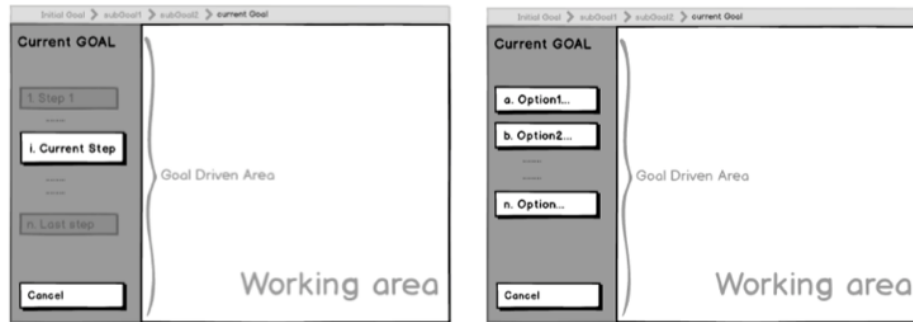 Initial Goal > subGoal1 > subGoal2 > current Goal
Current GOAL
1. Step 1
-----
i. Current Step
-----
-----
n. Last step
Cancel
Goal Driven Area
Working area
Initial Goal > subGoal1 > subGoal2 > current Goal
Current GOAL
a. Option1...
b. Option2...
-----
-----
n. Option...
Cancel
Goal Driven Area
Working area